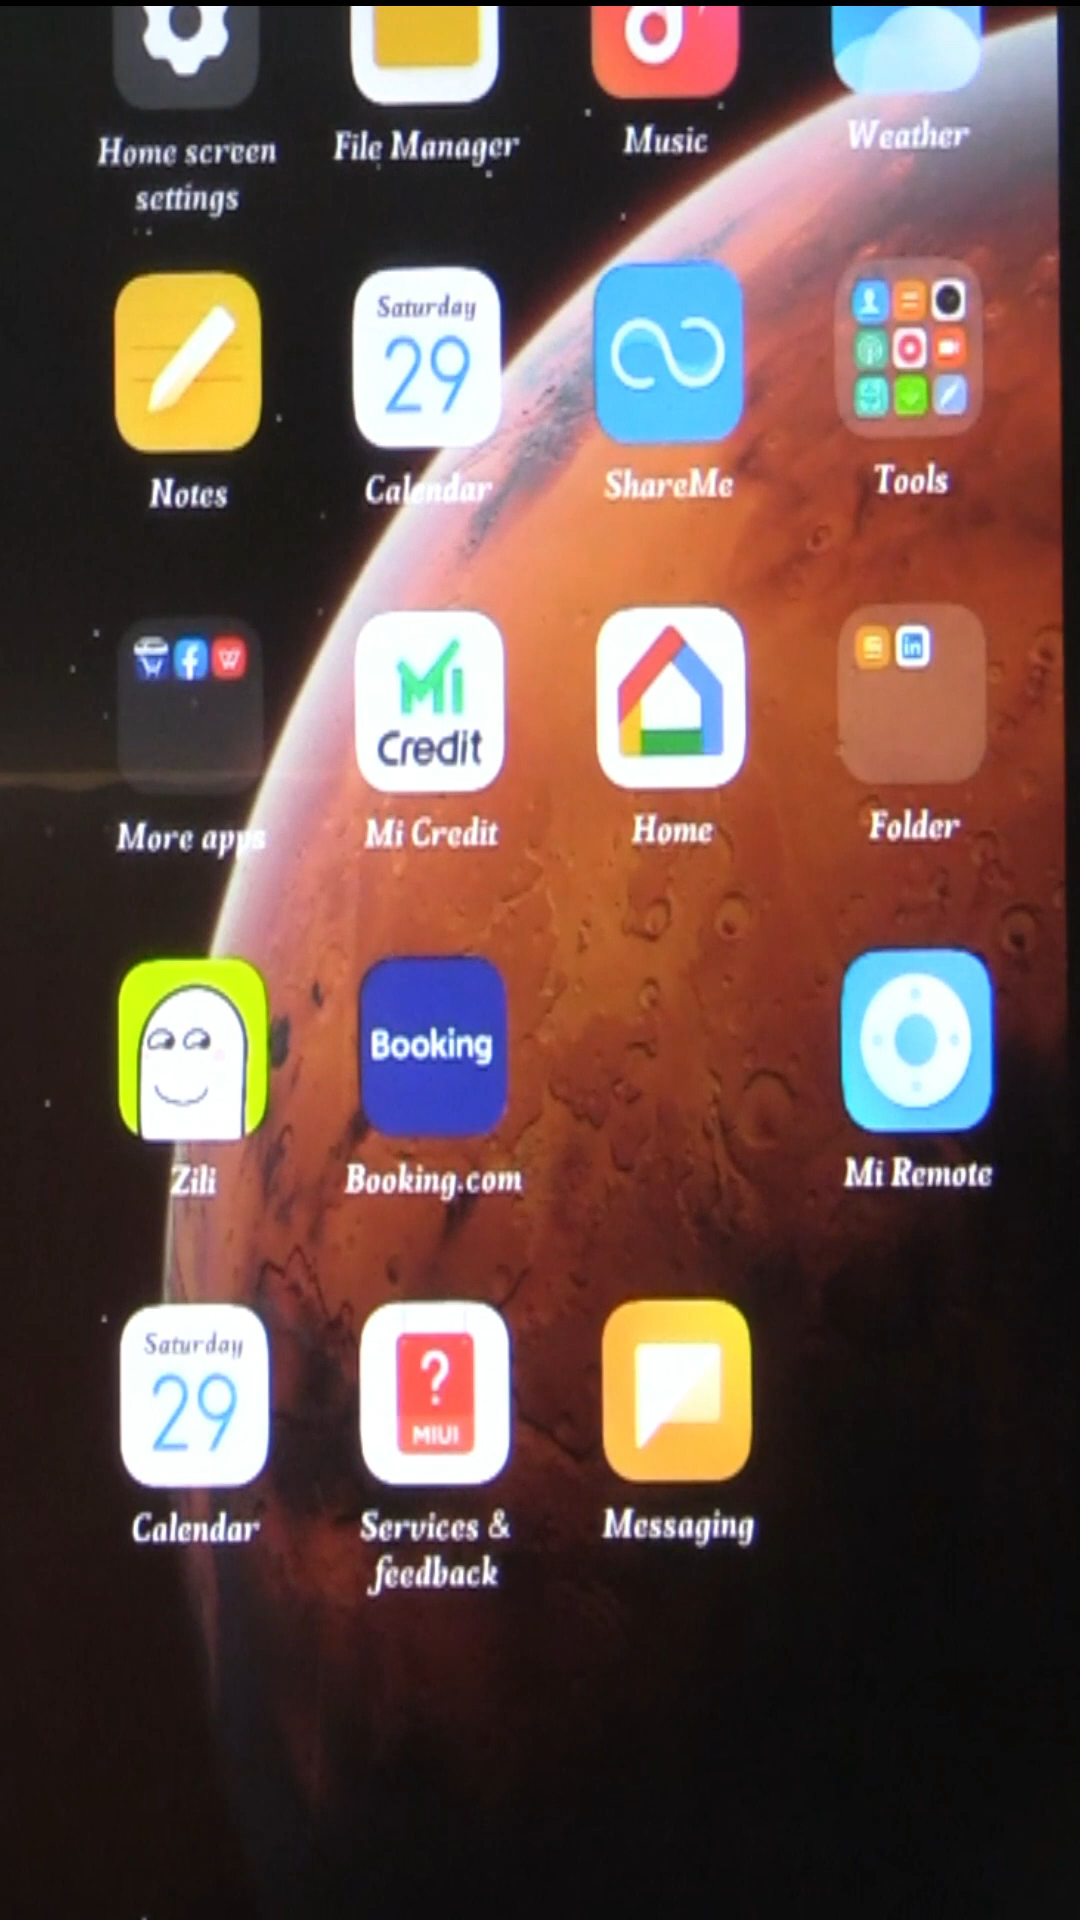 Home screen
settings
File Manager
Music
Weather
Saturday
29
Notes
Calendar
ShareMe
Tools
Mi
Credit
in
More apps
Mi Credit
Home
Folder
Booking
Zili
Booking.com
Mi Remote
Saturday
29
?
MIUI
Calendar
Services &
feedback
Messaging